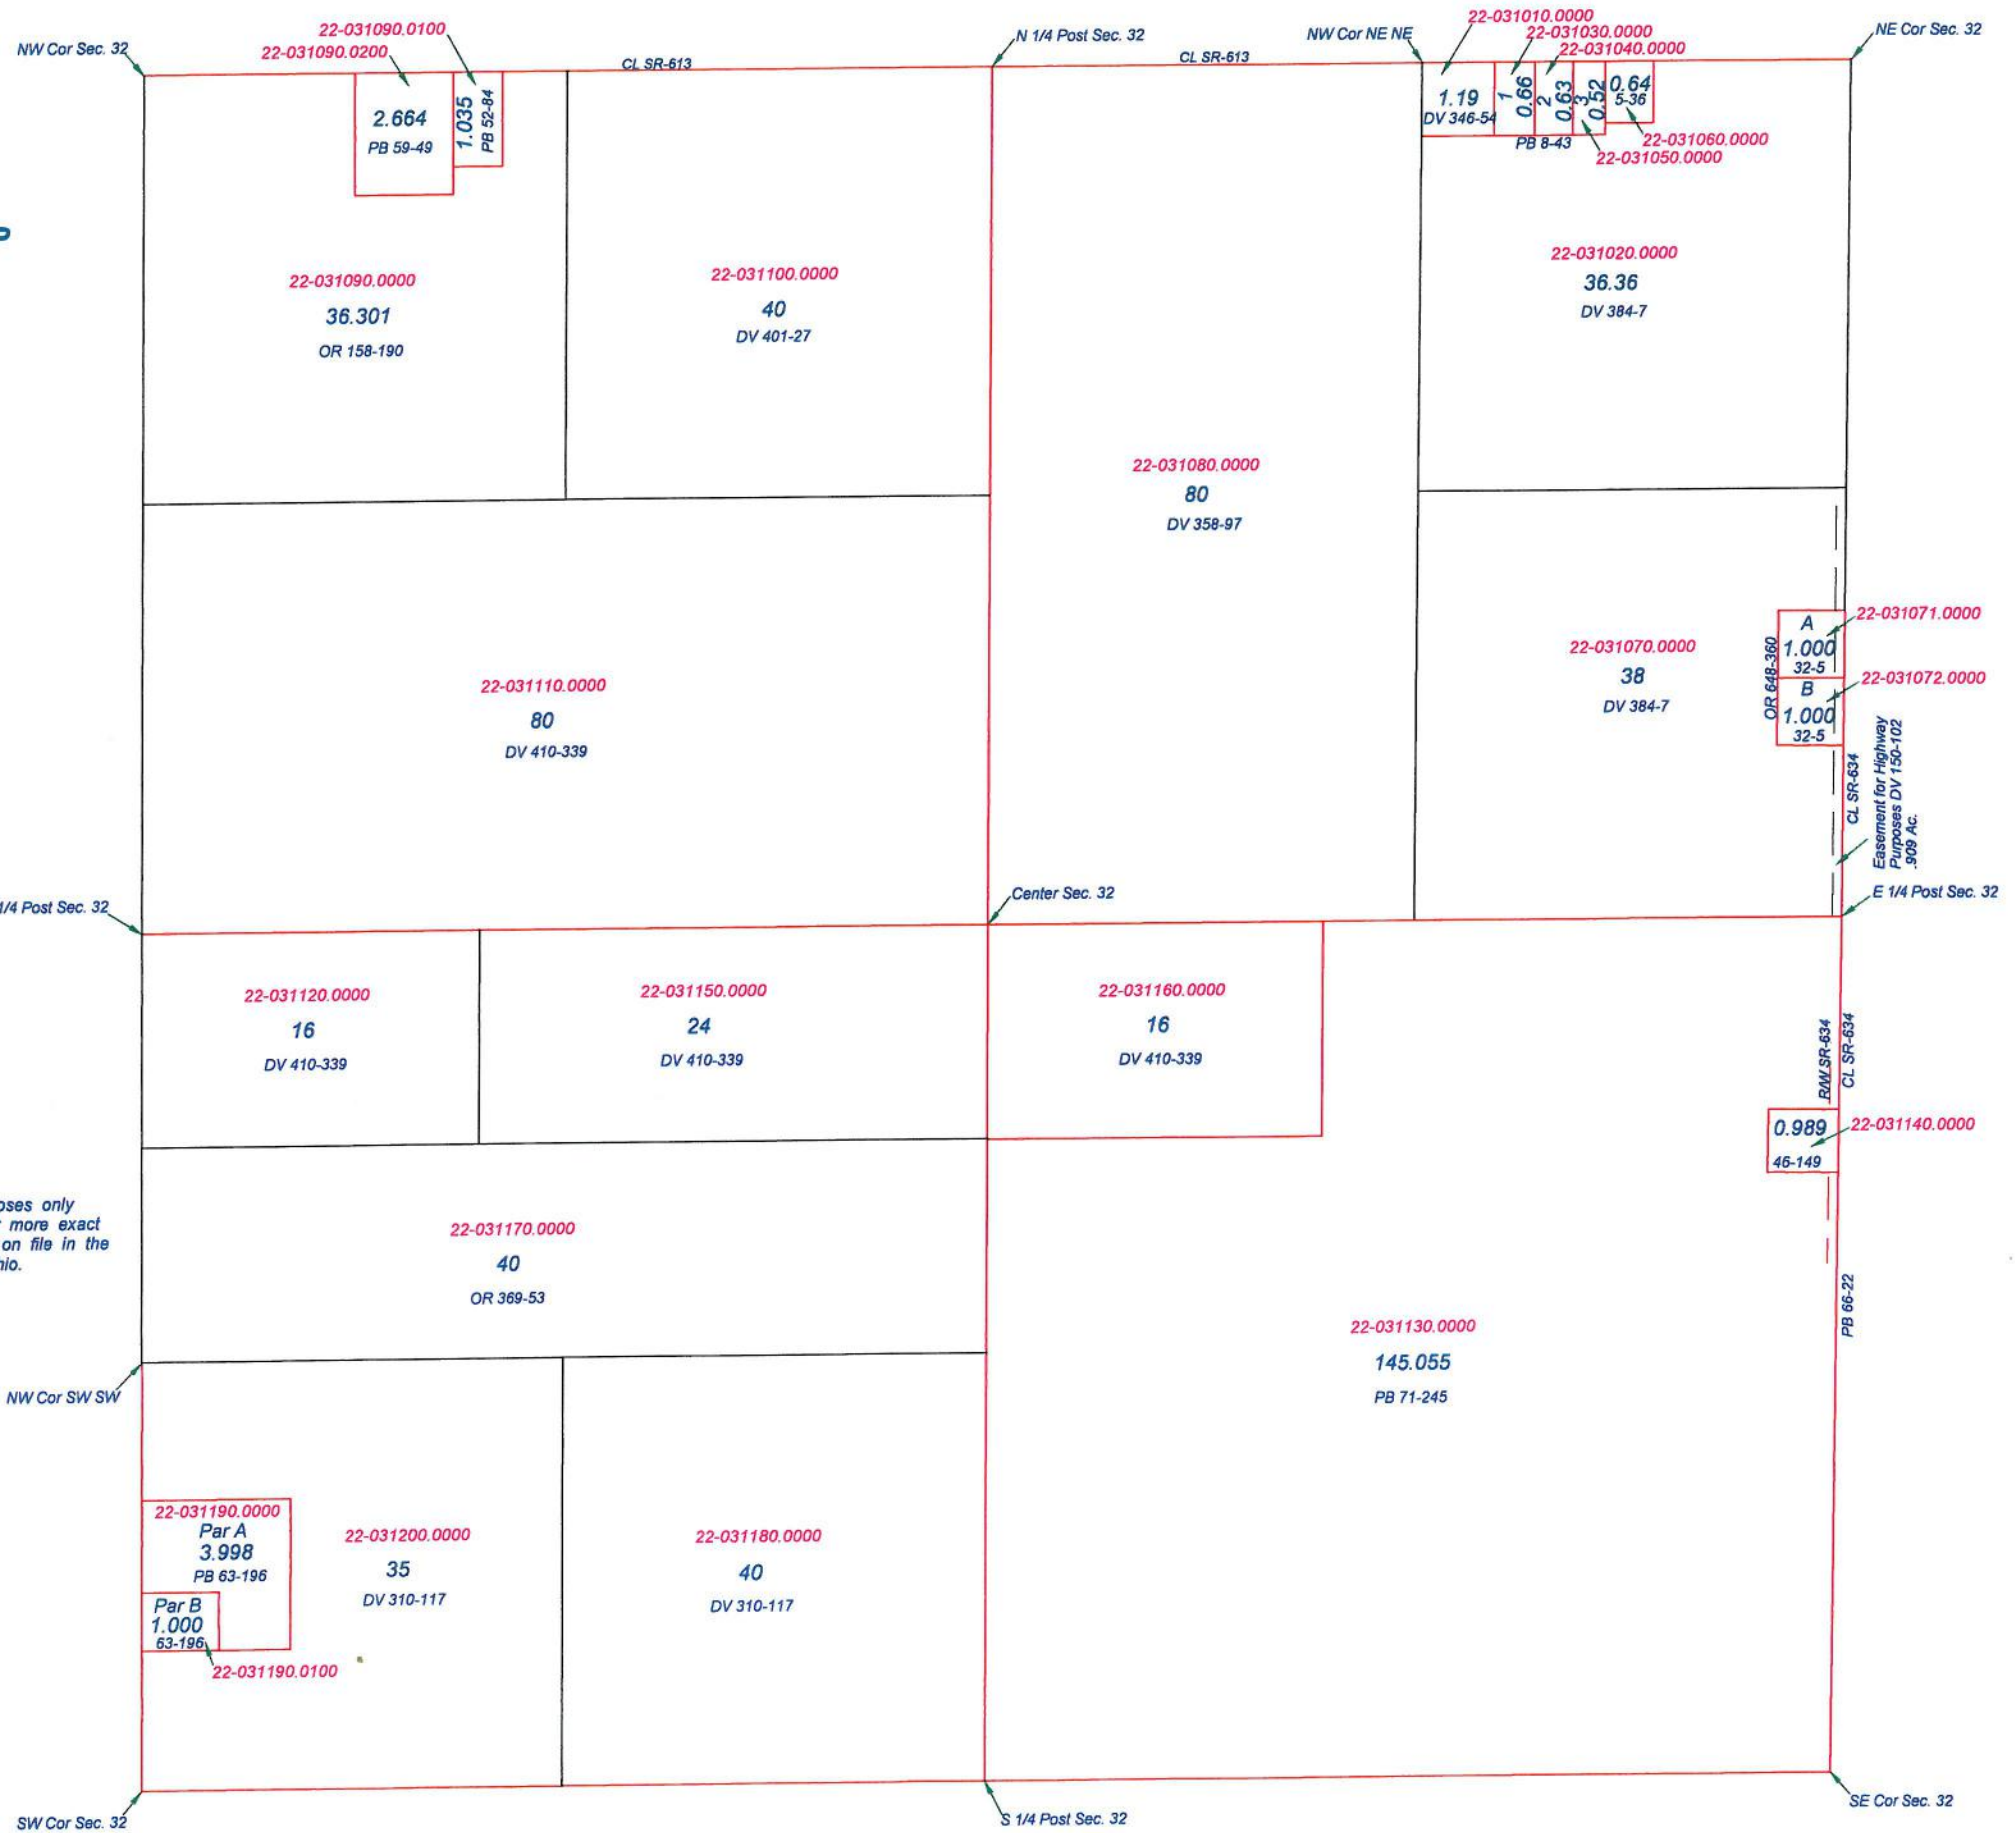 22-031090.0100
22-031090.0200
NW Cor Sec. 32
CL SR-613
N 1/4 Post Sec. 32
CL SR-613
NW Cor NE NE
22-031010.0000
22-031030.0000
22-031040.0000
NE Cor Sec. 32
2.664
PB 59-49
1.035
PB 52-84
1.19
DV 346-54
1
0.66
2
0.63
3
0.52
0.64
5-36
PB 8-43
22-031060.0000
22-031050.0000
22-031090.0000
36.301
OR 158-190
22-031100.0000
40
DV 401-27
22-031020.0000
36.36
DV 384-7
22-031080.0000
80
DV 358-97
22-031110.0000
80
DV 410-339
22-031070.0000
38
DV 384-7
OR 648-360
A
1.000
32-5
22-031071.0000
B
1.000
32-5
22-031072.0000
CL SR-634
Easement for Highway
Purposes DV 150-102
.909 Ac.
1/4 Post Sec. 32
Center Sec. 32
E 1/4 Post Sec. 32
22-031120.0000
16
DV 410-339
22-031150.0000
24
DV 410-339
22-031160.0000
16
DV 410-339
R/W SR-634
CL SR-634
0.989
46-149
22-031140.0000
oses only
more exact
on file in the
hio.
22-031170.0000
40
OR 369-53
PB 66-22
22-031130.0000
145.055
PB 71-245
NW Cor SW SW
22-031190.0000
Par A
3.998
PB 63-196
Par B
1.000
63-196
22-031190.0100
22-031200.0000
35
DV 310-117
22-031180.0000
40
DV 310-117
SW Cor Sec. 32
S 1/4 Post Sec. 32
SE Cor Sec. 32